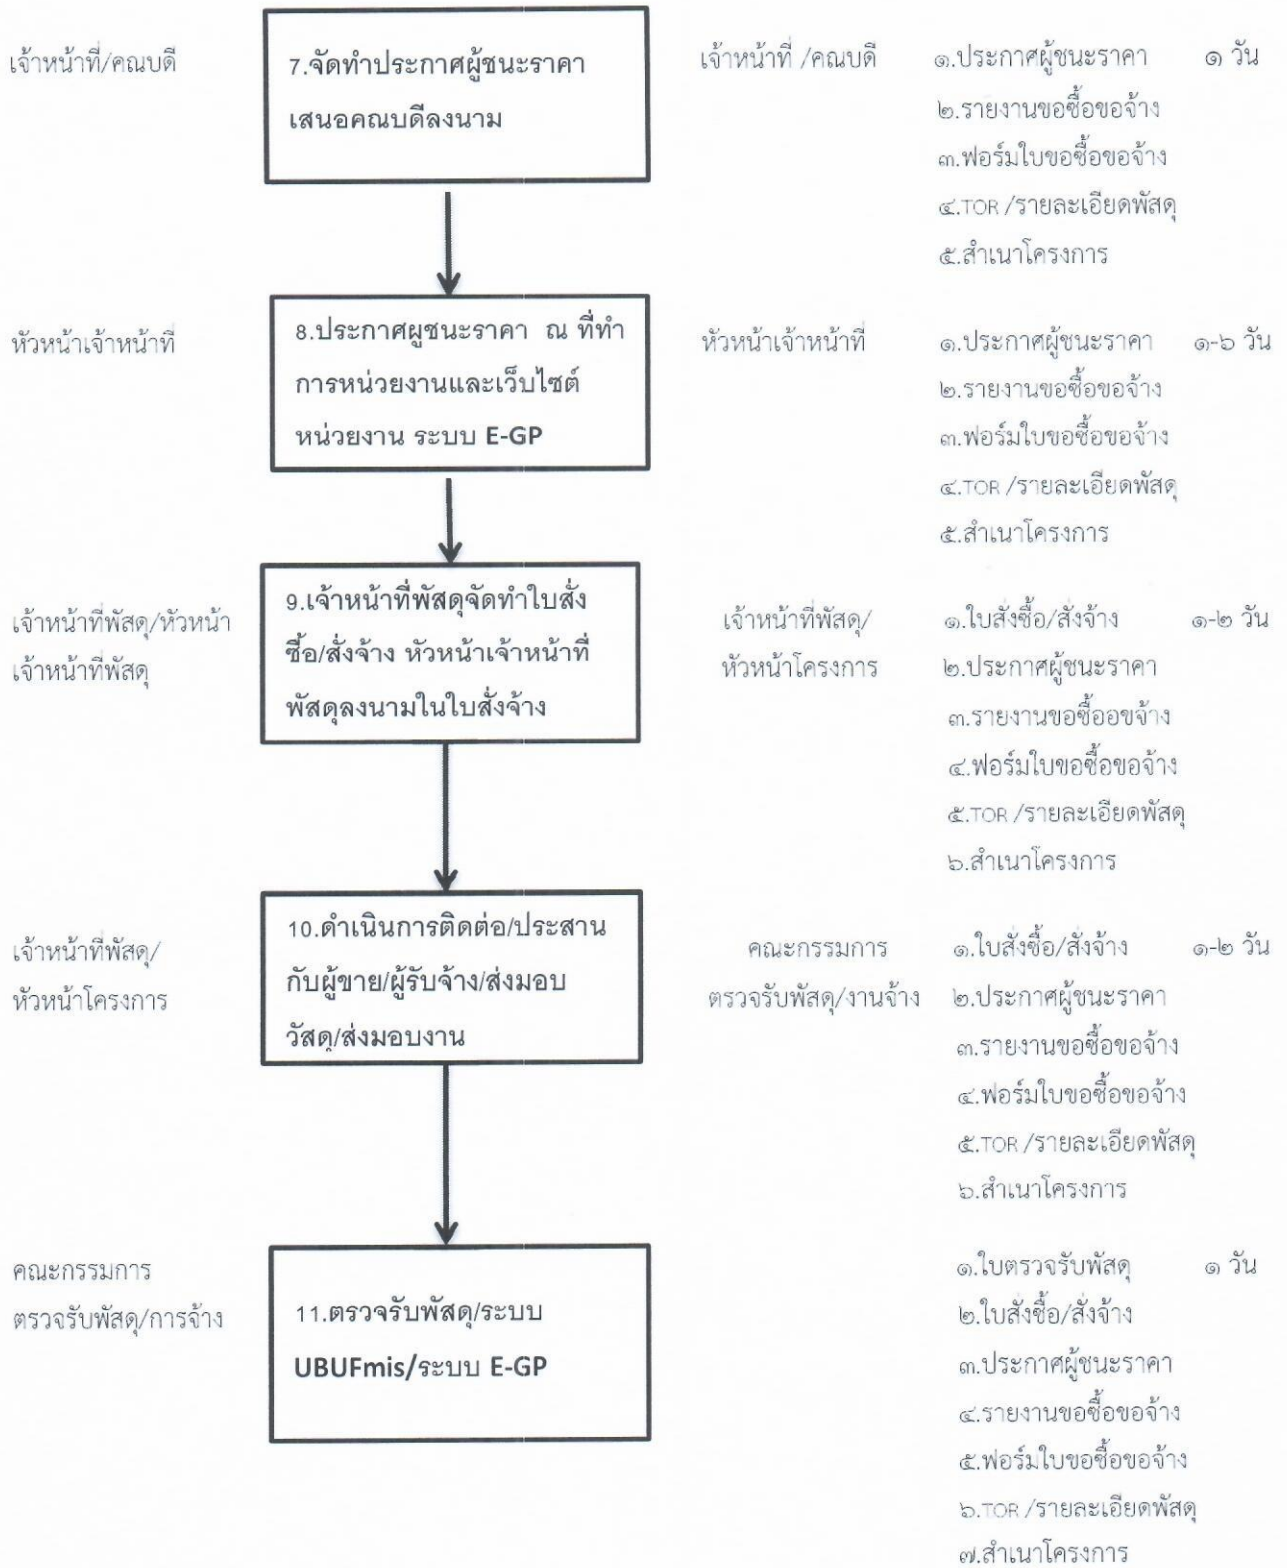 เจ้าหน้าที่/คณบดี
7.จัดทำประกาศผู้ชนะราคา
เสนอคณบดีลงนาม
เจ้าหน้าที่ /คณบดี
๑.ประกาศผู้ชนะราคา ๑ วัน
๒.รายงานขอซื้อขอจ้าง
๓.ฟอร์มใบขอซื้อขอจ้าง
๔.TOR /รายละเอียดพัสดุ
๕.สำเนาโครงการ
หัวหน้าเจ้าหน้าที่
8.ประกาศผูชนะราคา ณ ที่ทำ
การหน่วยงานและเว็บไซต์
หน่วยงาน ระบบ E-GP
หัวหน้าเจ้าหน้าที่
๑.ประกาศผู้ชนะราคา ๑-๖ วัน
๒.รายงานขอซื้อขอจ้าง
๓.ฟอร์มใบขอซื้อขอจ้าง
๔.TOR /รายละเอียดพัสดุ
๕.สำเนาโครงการ
เจ้าหน้าที่พัสดุ/หัวหน้า
เจ้าหน้าที่พัสดุ
9.เจ้าหน้าที่พัสดุจัดทำใบสั่ง
ซื้อ/สั่งจ้าง หัวหน้าเจ้าหน้าที่
พัสดุลงนามในใบสั่งจ้าง
เจ้าหน้าที่พัสดุ/
หัวหน้าโครงการ
๑.ใบสั่งซื้อ/สั่งจ้าง ๑-๒ วัน
๒.ประกาศผู้ชนะราคา
๓.รายงานขอซื้ออขจ้าง
๔.ฟอร์มใบขอซื้อขอจ้าง
๕.TOR /รายละเอียดพัสดุ
๖.สำเนาโครงการ
เจ้าหน้าที่พัสดุ/
หัวหน้าโครงการ
10.ดำเนินการติดต่อ/ประสาน
กับผู้ขาย/ผู้รับจ้าง/ส่งมอบ
วัสดุ/ส่งมอบงาน
คณะกรรมการ
ตรวจรับพัสดุ/งานจ้าง
๑.ใบสั่งซื้อ/สั่งจ้าง ๑-๒ วัน
๒.ประกาศผู้ชนะราคา
๓.รายงานขอซื้อขอจ้าง
๔.ฟอร์มใบขอซื้อขอจ้าง
๕.TOR /รายละเอียดพัสดุ
๖.สำเนาโครงการ
คณะกรรมการ
ตรวจรับพัสดุ/การจ้าง
11.ตรวจรับพัสดุ/ระบบ
UBUFmis/ระบบ E-GP
๑.ใบตรวจรับพัสดุ ๑ วัน
๒.ใบสั่งซื้อ/สั่งจ้าง
๓.ประกาศผู้ชนะราคา
๔.รายงานขอซื้อขอจ้าง
๕.ฟอร์มใบขอซื้อขอจ้าง
๖.TOR /รายละเอียดพัสดุ
๗.สำเนาโครงการ